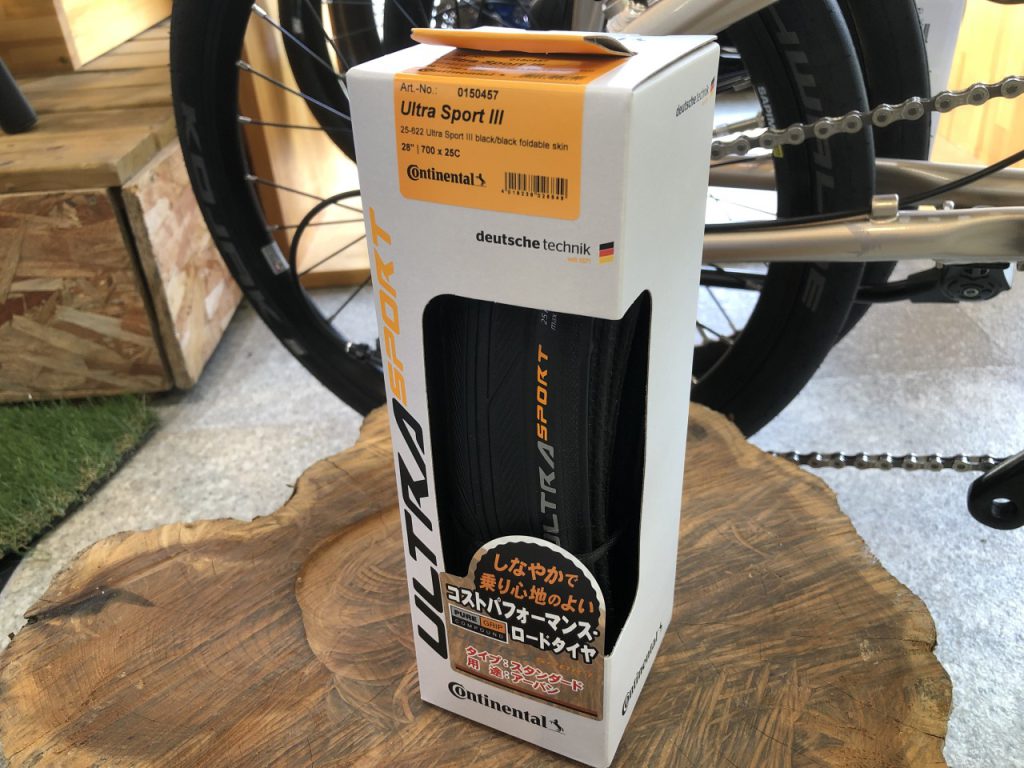 Art.-No.: 0150457
Ultra Sport III
25-622 Ultra Sport III black/black foldable skin
28" | 700 x 25C
Continental
deutsche technik
deutsche technik
ULTRA SPORT
ULTRA SPORT
しなやかで
乗り心地のよい
コストパフォーマンス・
ロードタイヤ
PURE GRIP
COMPOUND
タイプ:スタンダード
用 途:アーバン
Continental
Continental